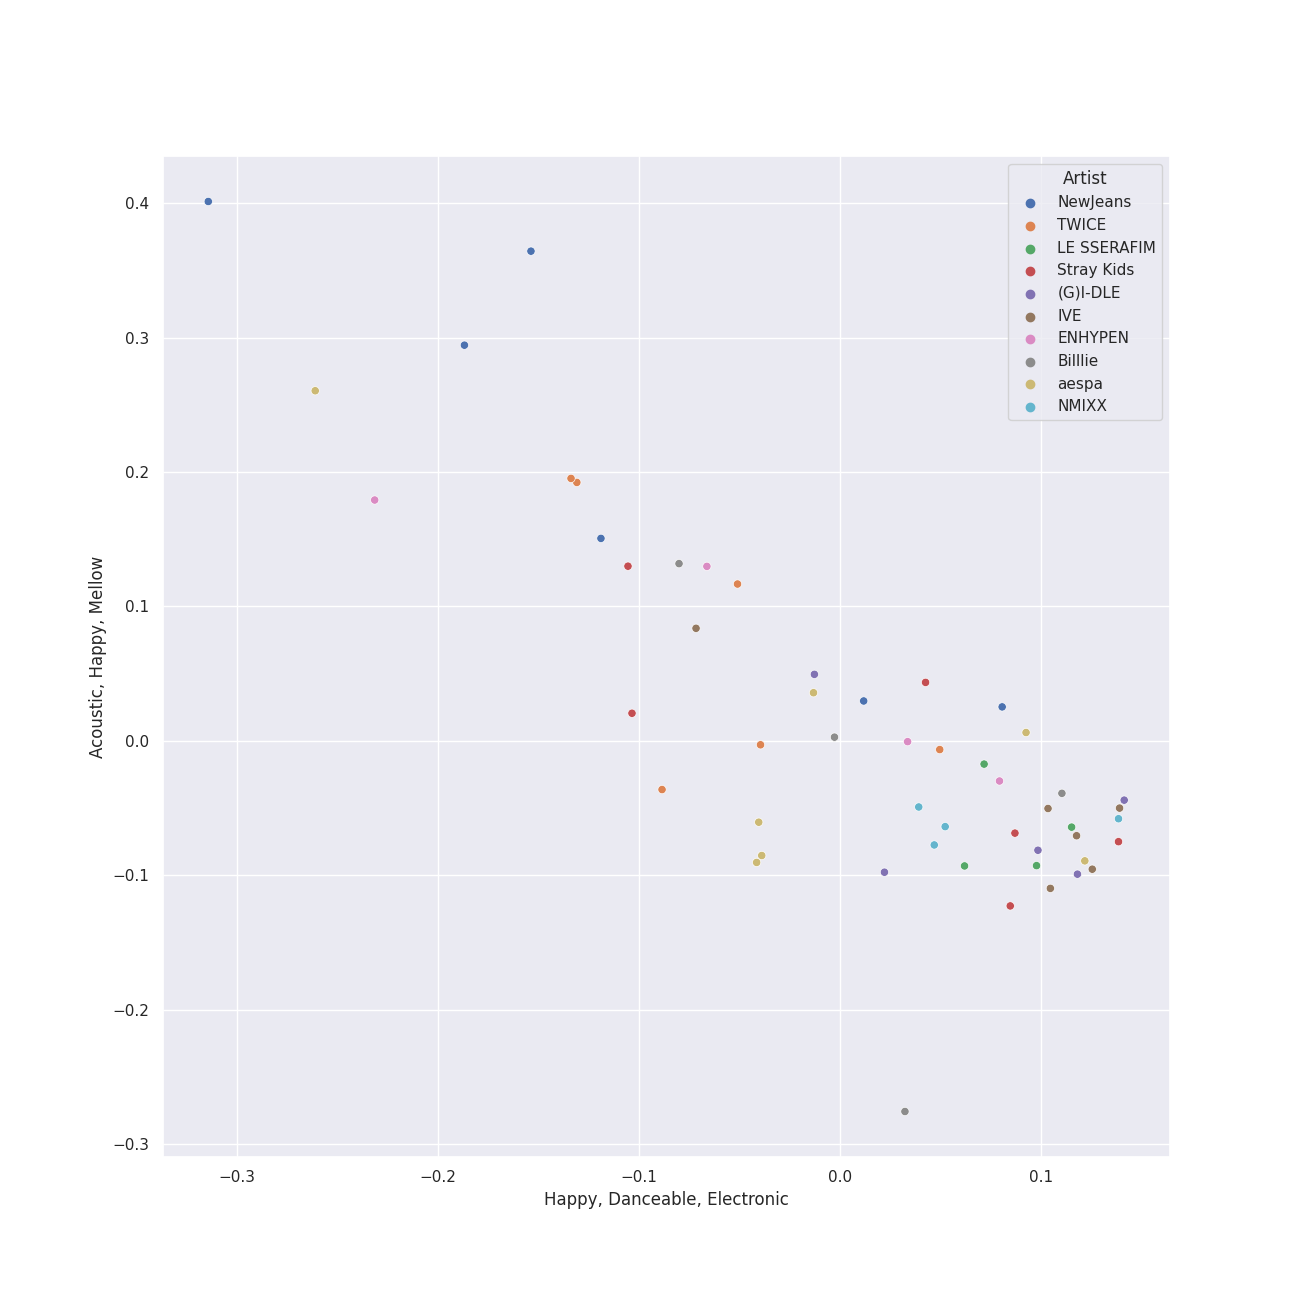 Artist
NewJeans
TWICE
LE SSERAFIM
Stray Kids
(G)I-DLE
IVE
ENHYPEN
Billlie
aespa
NMIXX
0.4
0.3
0.2
0.1
0.0
−0.1
−0.2
−0.3
Acoustic, Happy, Mellow
−0.3 −0.2 −0.1 0.0 0.1
Happy, Danceable, Electronic